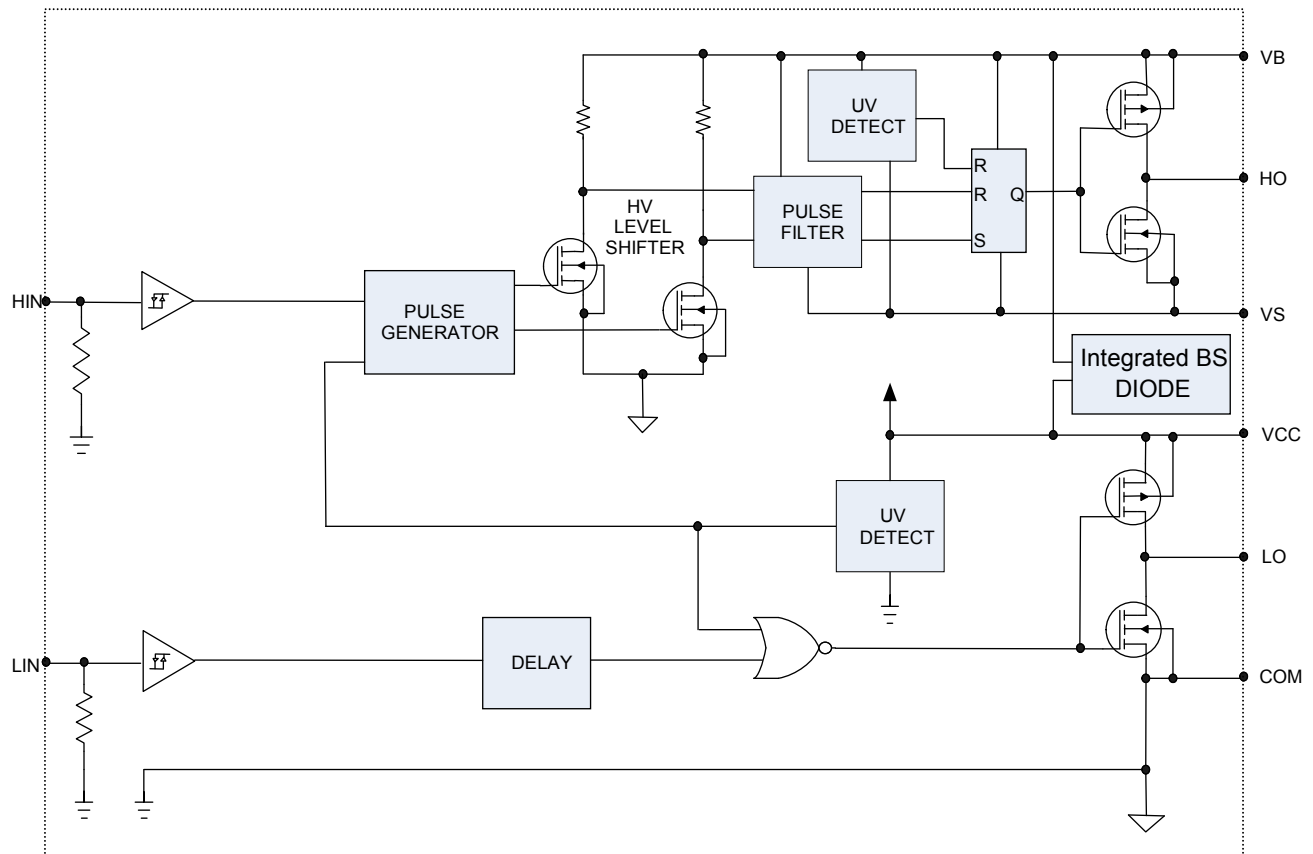 VB
UV
DETECT
R
R
Q
S
HO
HV
LEVEL
SHIFTER
PULSE
FILTER
HIN
PULSE
GENERATOR
VS
Integrated BS
DIODE
VCC
UV
DETECT
LO
LIN
DELAY
COM